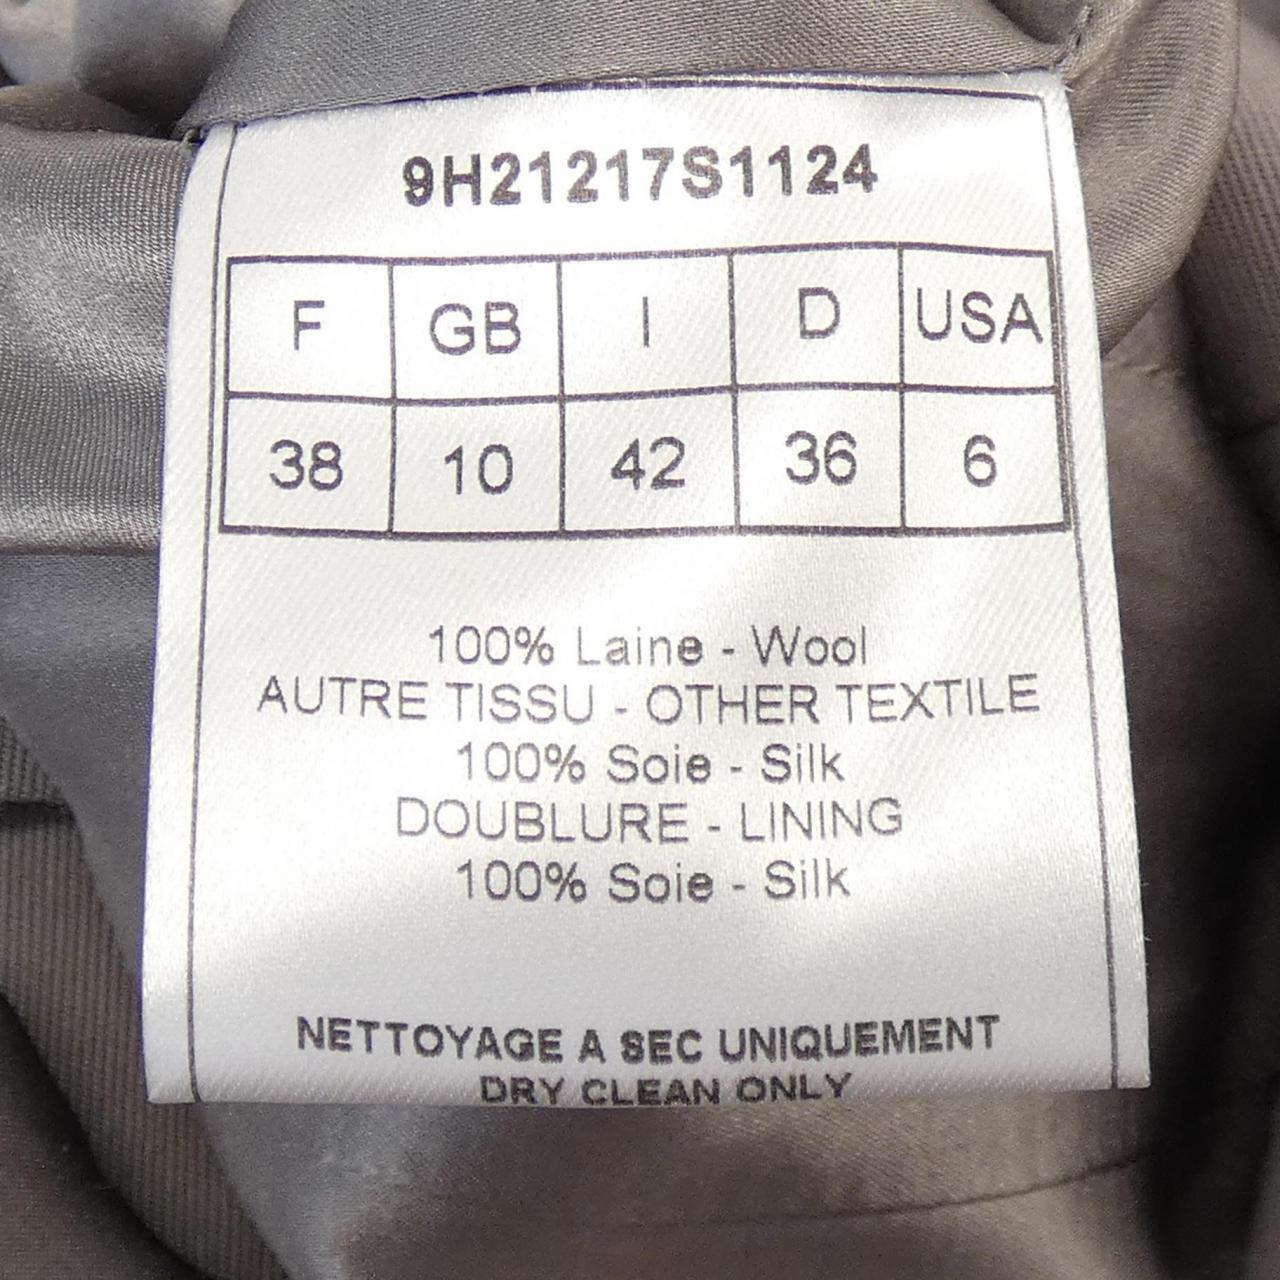 9H21217S1124
F GB I D USA
38 10 42 36 6
100% Laine - Wool
AUTRE TISSU - OTHER TEXTILE
100% Soie - Silk
DOUBLURE - LINING
100% Soie - Silk
NETTOYAGE A SEC UNIQUEMENT
DRY CLEAN ONLY